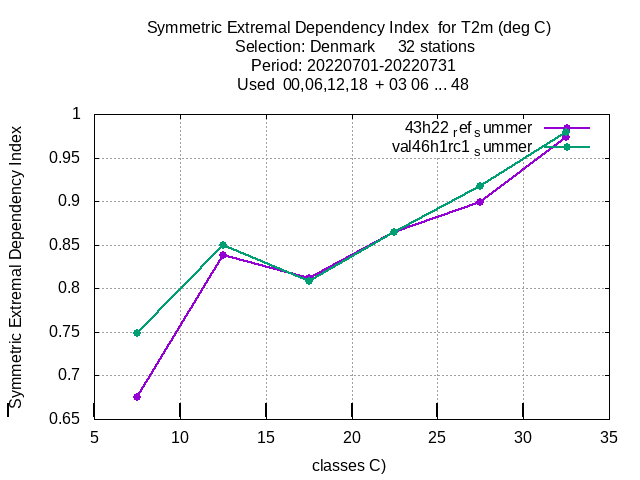 Symmetric Extremal Dependency Index  for T2m (deg C)
Selection: Denmark     32 stations
Period: 20220701-20220731
Used  00,06,12,18  + 03 06 ... 48
Symmetric Extremal Dependency Index
43h22 ref summer
val46h1rc1 summer
1
0.95
0.9
0.85
0.8
0.75
0.7
0.65
5 10 15 20 25 30 35
classes C)